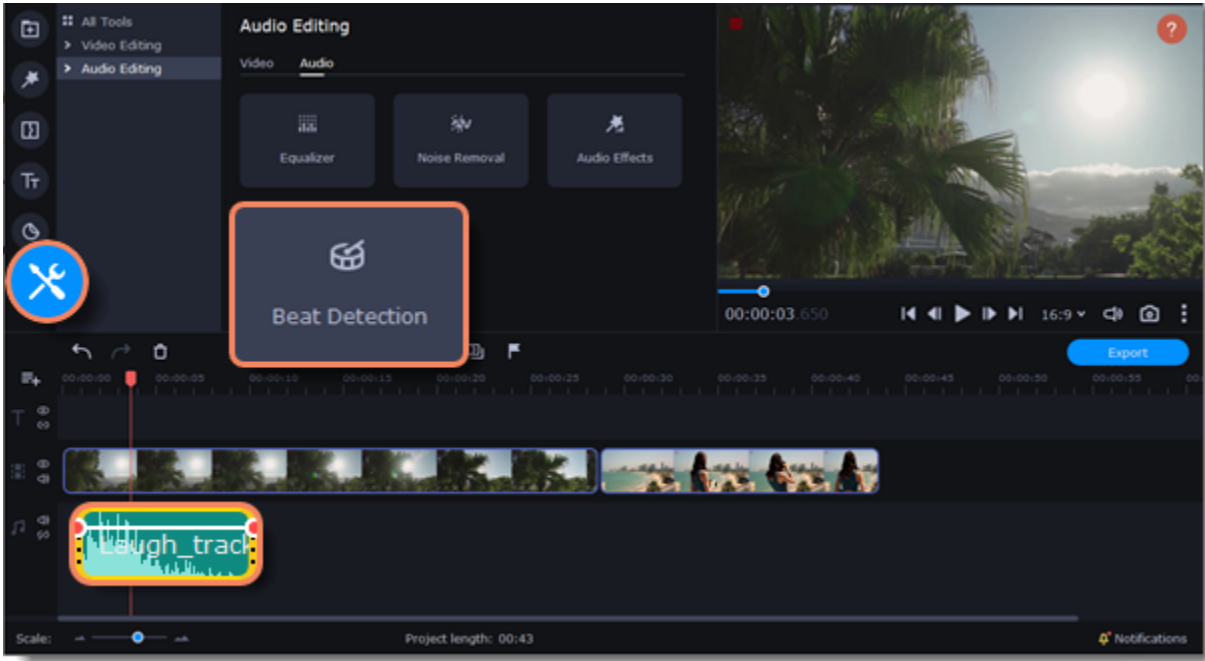 All Tools
Video Editing
Audio Editing
Audio Editing
Video Audio
Equalizer
Noise Removal
Audio Effects
Beat Detection
?
00:00:03.650
16:9
Export
00:00:00 00:00:05 00:00:10 00:00:15 00:00:20 00:00:25 00:00:30 00:00:35 00:00:40 00:00:45 00:00:50 00:00:55 00:
Tт
T
Laugh_track
Scale:
Project length: 00:43
Notifications